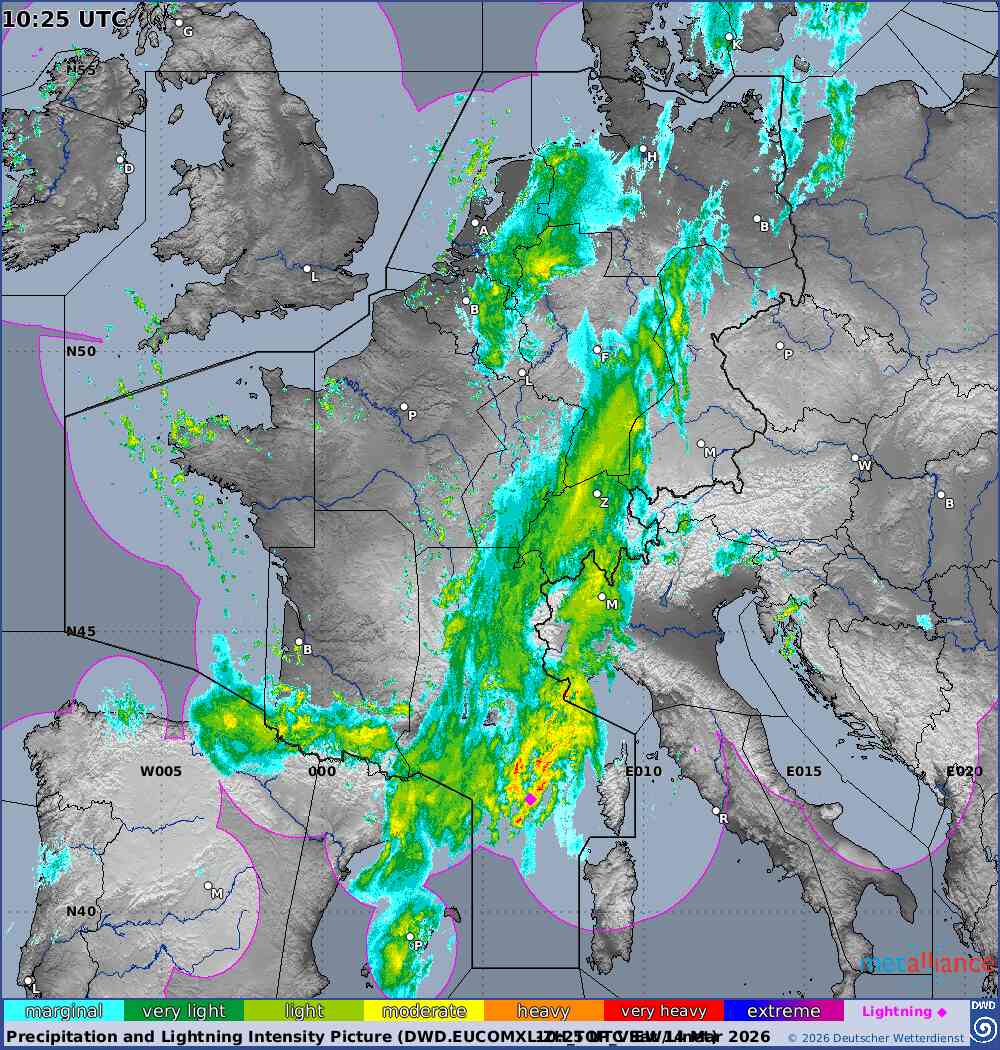 10:25 UTC
G
K
N55
D
H
A
B
L
B
N50
F
P
L
P
M
W
Z
B
M
N45
B
W005
000
E010
E015
E020
R
M
N40
P
L
metalliance
marginal
very light
light
moderate
heavy
very heavy
extreme
Lightning
DWD
Precipitation and Lightning Intensity Picture (DWD.EUCOMXL
2026
© 2026 Deutscher Wetterdienst